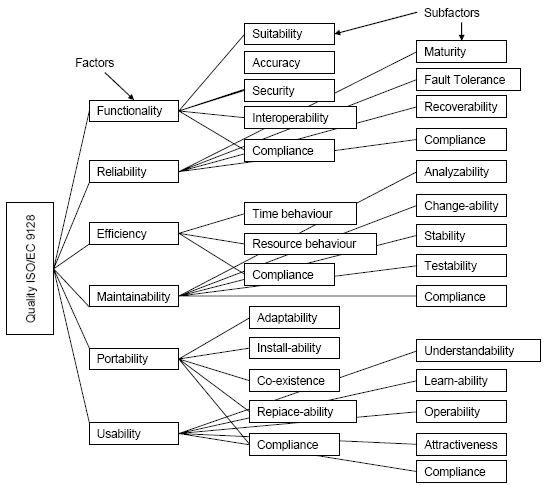 Subfactors
Suitability
Maturity
Factors
Accuracy
Fault Tolerance
Security
Recoverability
Functionality
Interoperability
Compliance
Compliance
Reliability
Analyzability
Change-ability
Time behaviour
Efficiency
Stability
Resource behaviour
Quality ISO/EC 9128
Testability
Compliance
Maintainability
Compliance
Adaptability
Install-ability
Understandability
Portability
Co-existence
Learn-ability
Repiace-ability
Operability
Usability
Compliance
Attractiveness
Compliance